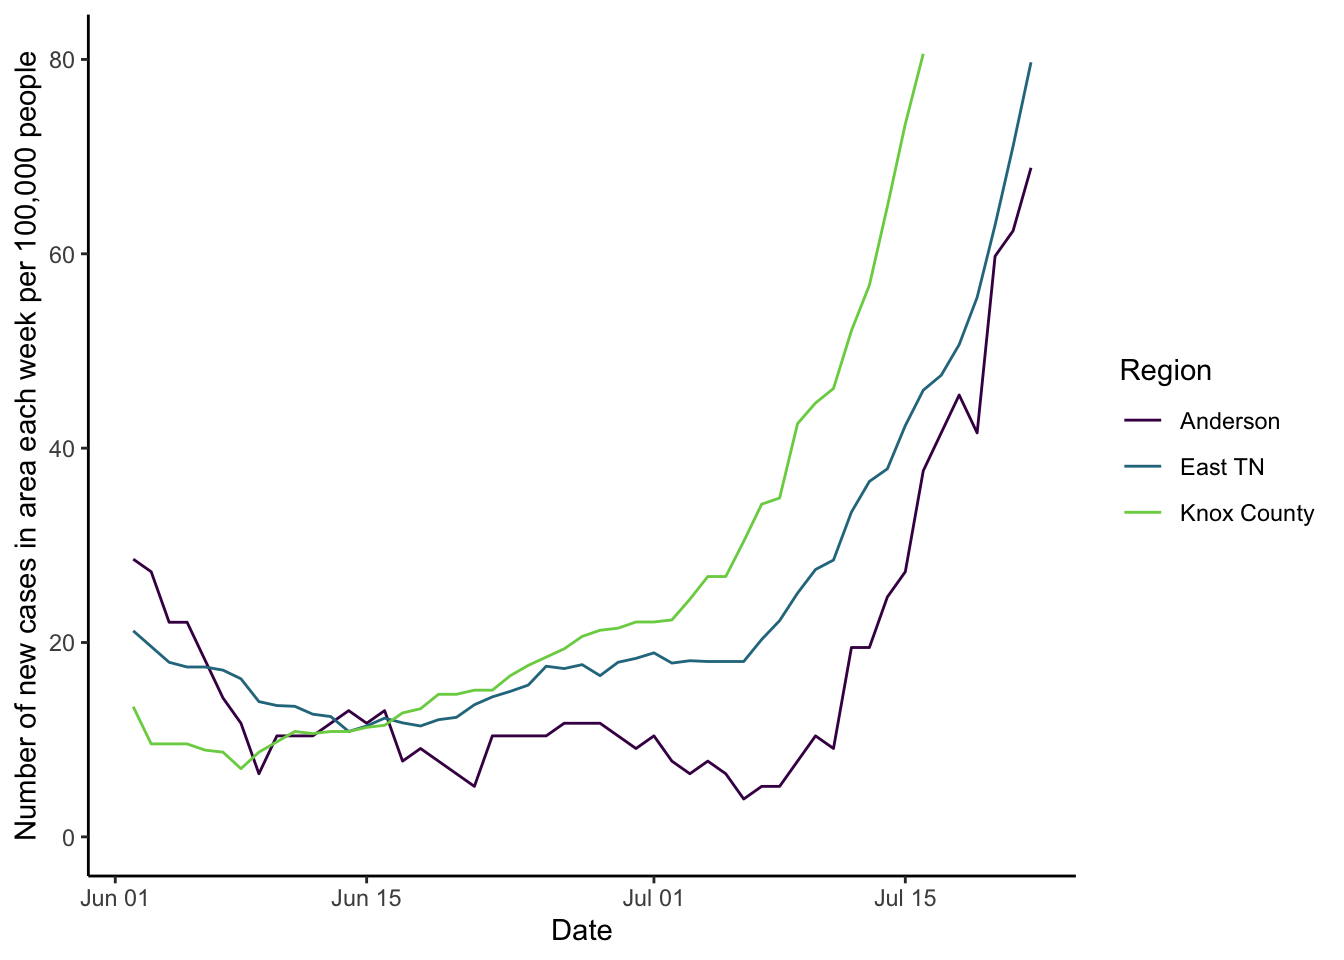 Number of new cases in area each week per 100,000 people
80
60
40
20
0
Jun 01
Jun 15
Jul 01
Jul 15
Date
Region
Anderson
East TN
Knox County